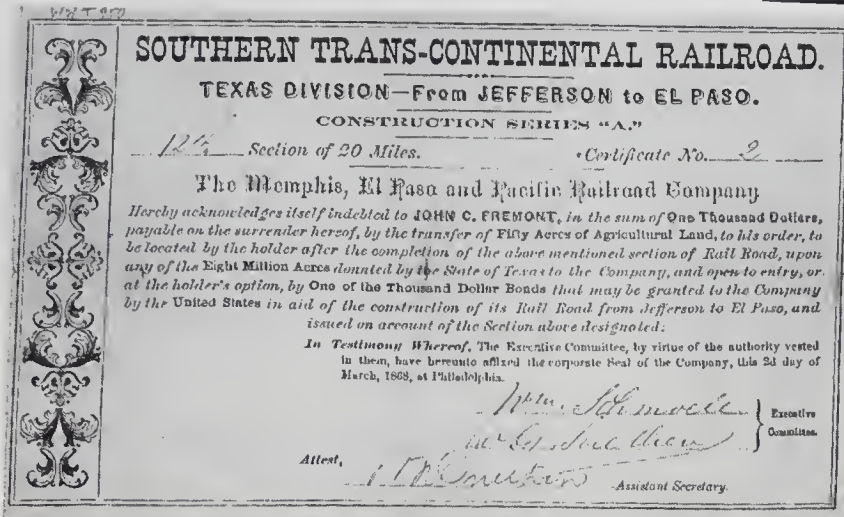 SOUTHERN TRANS-CONTINENTAL RAILROAD.
TEXAS DIVISION—From JEFFERSON to EL PASO.
CONSTRUCTION SERIES "A."
12th Section of 20 Miles. Certificate No. 2
The Memphis, El Paso and Pacific Railroad Company
Hereby acknowledges itself indebted to JOHN C. FREMONT, in the sum of One Thousand Dollars,
payable on the surrender hereof, by the transfer of Fifty Acres of Agricultural Land, to his order, to
be located by the holder after the completion of the above mentioned section of Rail Road, upon
any of the Eight Million Acres donated by the State of Texas to the Company, and open to entry, or
at the holder's option, by One of the Thousand Dollar Bonds that may be granted to the Company
by the United States in aid of the construction of its Rail Road from Jefferson to El Paso, and
issued on account of the Section above designated:
In Testimony Whereof, The Executive Committee, by virtue of the authority vested
in them, have hereunto affixed the corporate Seal of the Company, this 2d day of
March, 1868, at Philadelphia.
Wm.
Executive
Committee.
Attest,
Assistant Secretary.